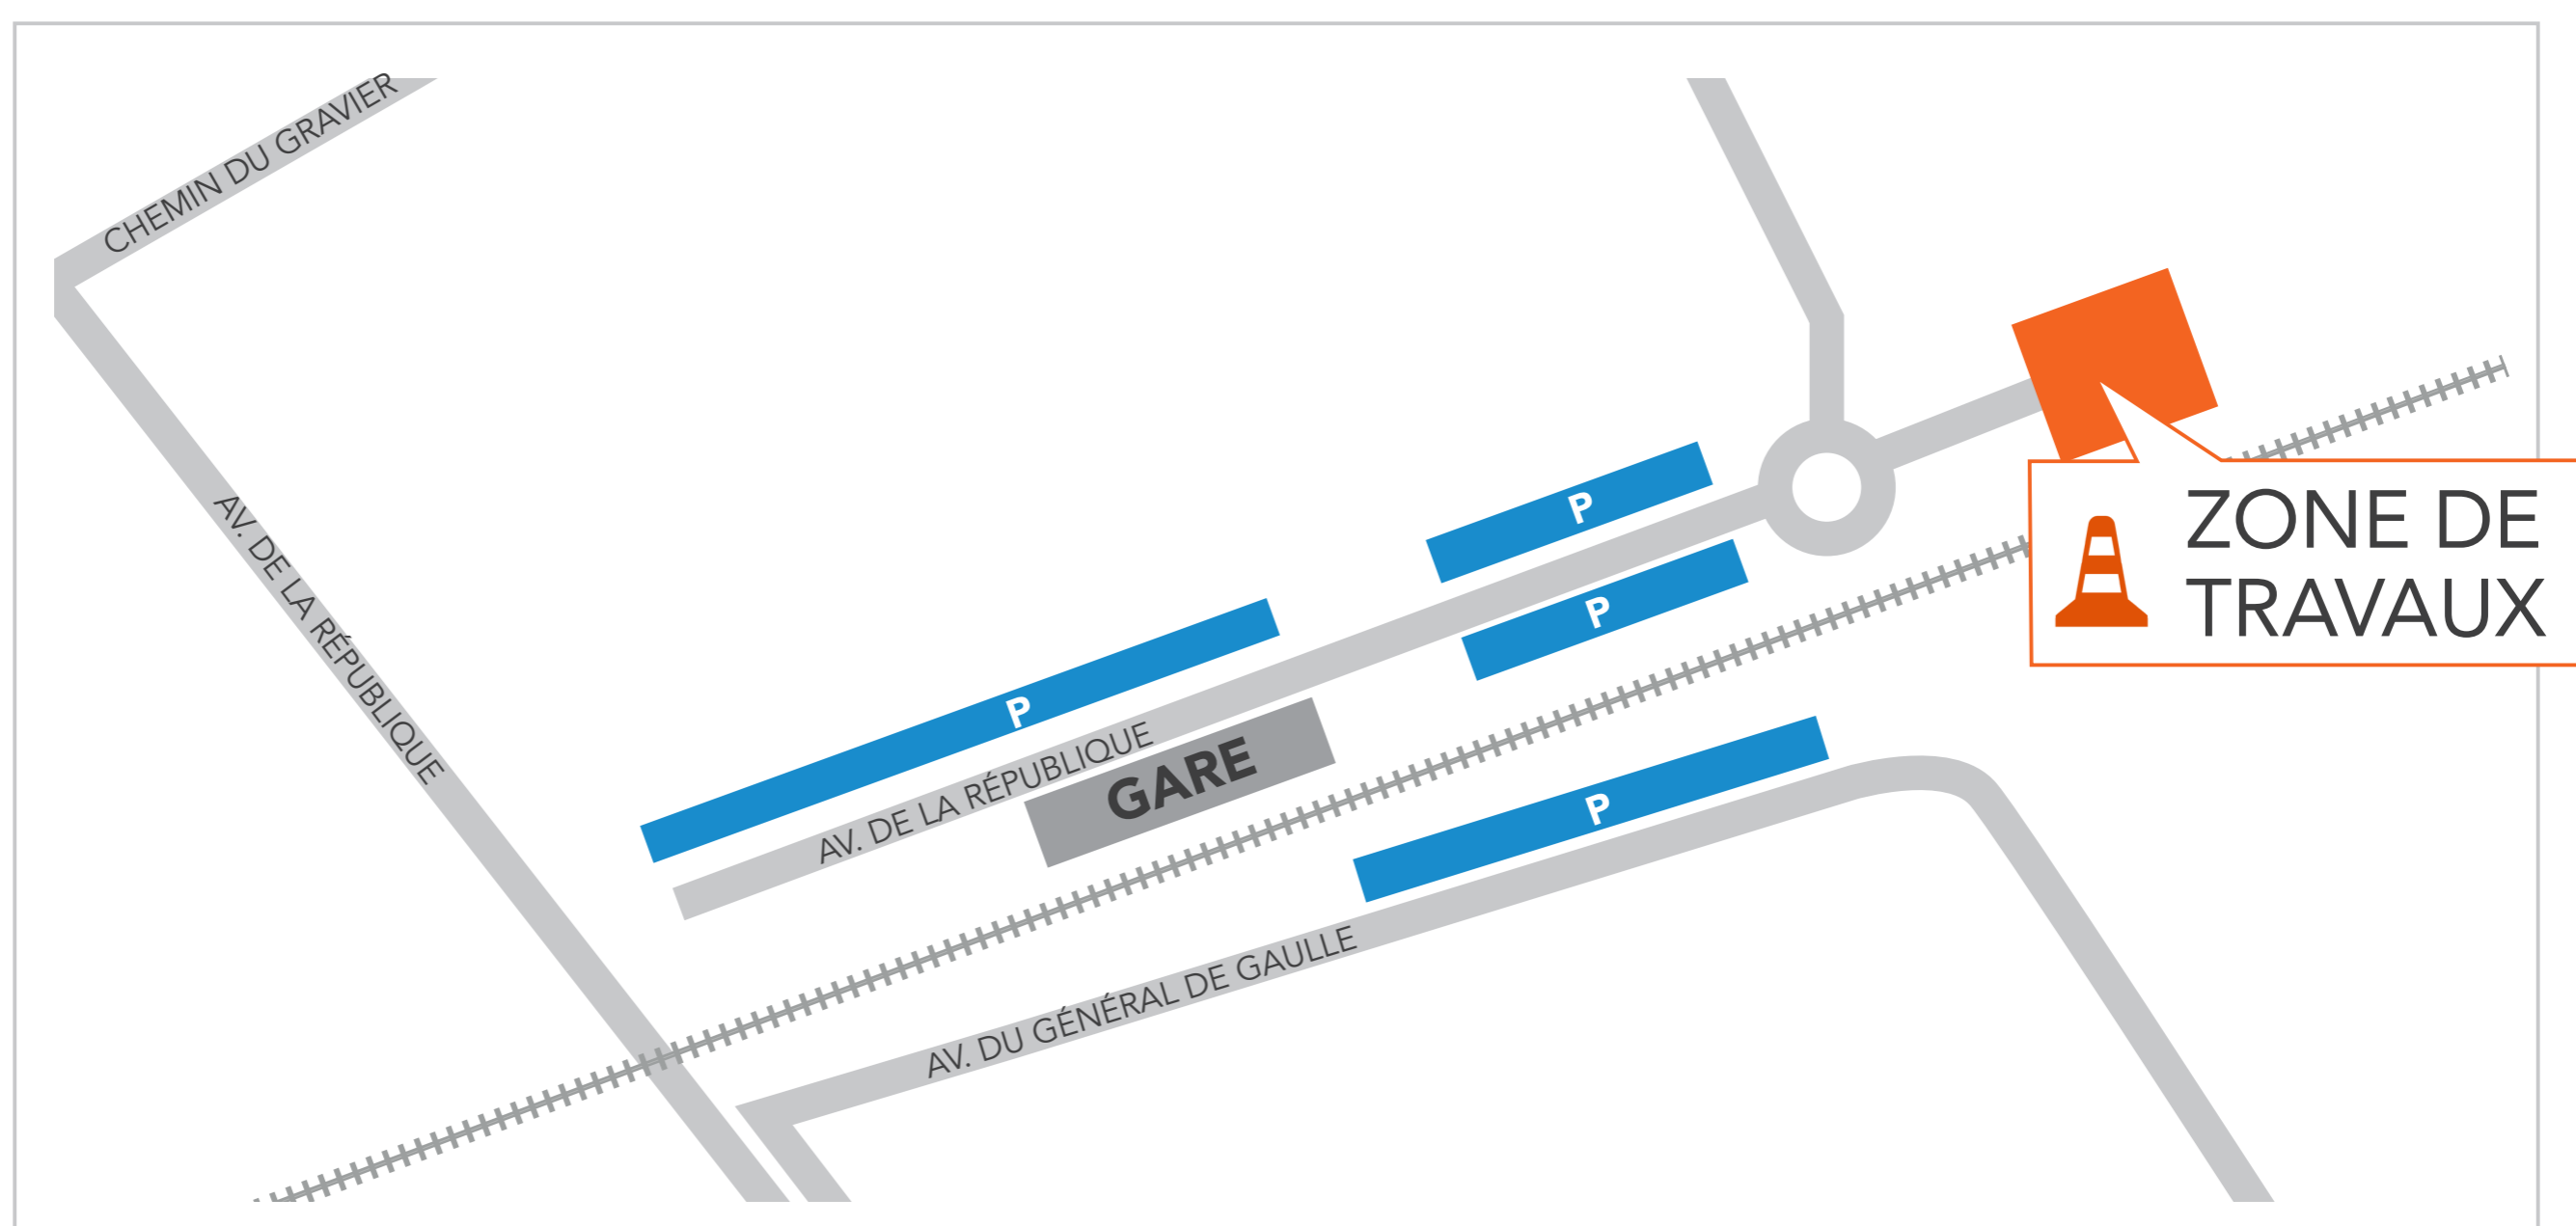 CHEMIN DU GRAVIER
AV. DE LA RÉPUBLIQUE
P
P
ZONE DE
TRAVAUX
P
AV. DE LA RÉPUBLIQUE
GARE
P
AV. DU GÉNÉRAL DE GAULLE